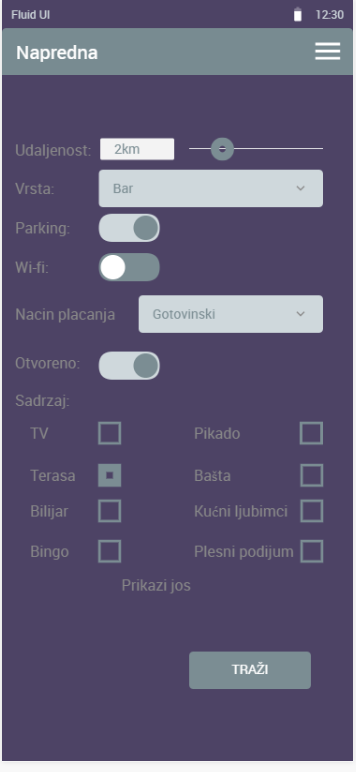 Fluid UI 12:30
Napredna
Udaljenost: 2km
Vrsta: Bar
Parking:
Wi-fi:
Nacin placanja Gotovinski
Otvoreno:
Sadrzaj:
TV Pikado
Terasa Bašta
Bilijar Kućni ljubimci
Bingo Plesni podijum
Prikazi jos
TRAŽI